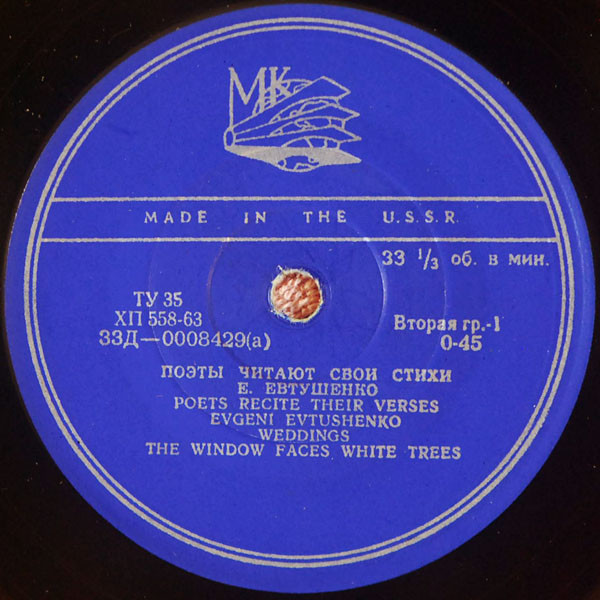 МК
MADE IN THE U.S.S.R.
33 1/3 об. в мин.
ТУ 35
ХП 558-63
33Д—0008429(а)
Вторая гр.-1
0-45
ПОЭТЫ ЧИТАЮТ СВОИ СТИХИ
Е. ЕВТУШЕНКО
POETS RECITE THEIR VERSES
EVGENI EVTUSHENKO
WEDDINGS
THE WINDOW FACES WHITE TREES